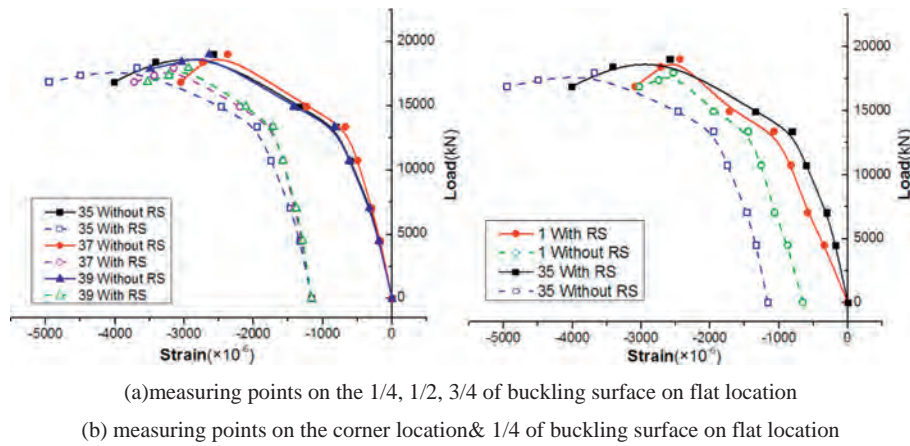 20000
15000
10000
5000
0
Load(kN)
35 Without RS
35 With RS
37 Without RS
37 With RS
39 Without RS
39 With RS
-5000 -4000 -3000 -2000 -1000 0
Strain(×10⁻⁶)
20000
15000
10000
5000
0
Load(kN)
1 With RS
1 Without RS
35 With RS
35 Without RS
-5000 -4000 -3000 -2000 -1000 0
Strain(×10⁻⁶)
(a)measuring points on the 1/4, 1/2, 3/4 of buckling surface on flat location
(b) measuring points on the corner location& 1/4 of buckling surface on flat location